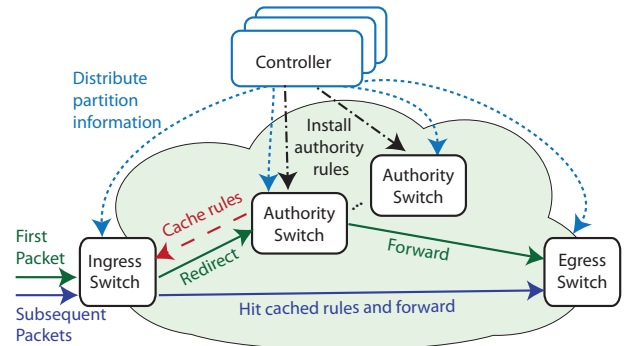 Controller
Distribute
partition
information
Install
authority
rules
Authority
Switch
Cache rules
Authority
Switch
First
Packet
Ingress
Switch
Redirect
Forward
Egress
Switch
Hit cached rules and forward
Subsequent
Packets